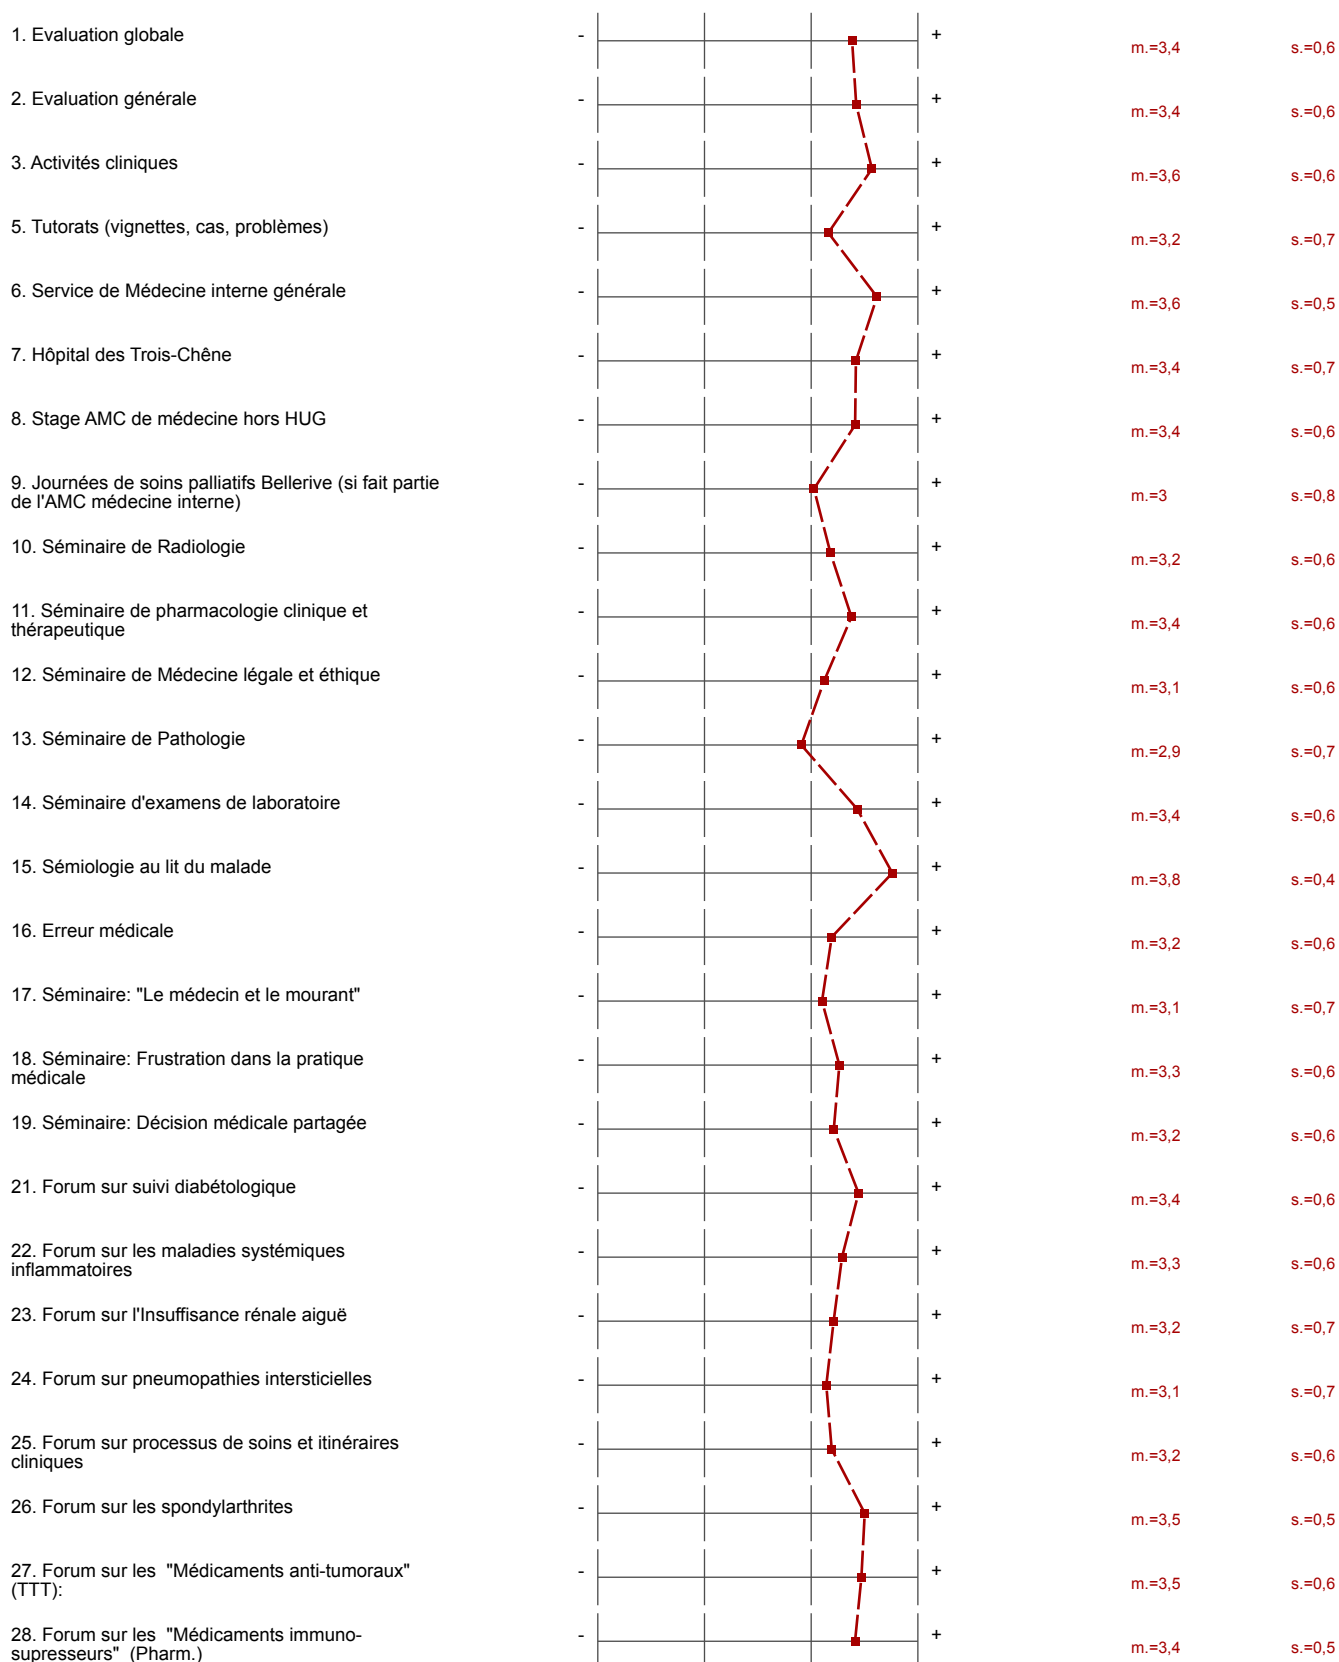 1. Evaluation globale - + m.=3,4 s.=0,6
2. Evaluation générale - + m.=3,4 s.=0,6
3. Activités cliniques - + m.=3,6 s.=0,6
5. Tutorats (vignettes, cas, problèmes) - + m.=3,2 s.=0,7
6. Service de Médecine interne générale - + m.=3,6 s.=0,5
7. Hôpital des Trois-Chêne - + m.=3,4 s.=0,7
8. Stage AMC de médecine hors HUG - + m.=3,4 s.=0,6
9. Journées de soins palliatifs Bellerive (si fait partie
de l'AMC médecine interne) - + m.=3 s.=0,8
10. Séminaire de Radiologie - + m.=3,2 s.=0,6
11. Séminaire de pharmacologie clinique et
thérapeutique - + m.=3,4 s.=0,6
12. Séminaire de Médecine légale et éthique - + m.=3,1 s.=0,6
13. Séminaire de Pathologie - + m.=2,9 s.=0,7
14. Séminaire d'examens de laboratoire - + m.=3,4 s.=0,6
15. Sémiologie au lit du malade - + m.=3,8 s.=0,4
16. Erreur médicale - + m.=3,2 s.=0,6
17. Séminaire: "Le médecin et le mourant" - + m.=3,1 s.=0,7
18. Séminaire: Frustration dans la pratique
médicale - + m.=3,3 s.=0,6
19. Séminaire: Décision médicale partagée - + m.=3,2 s.=0,6
21. Forum sur suivi diabétologique - + m.=3,4 s.=0,6
22. Forum sur les maladies systémiques
inflammatoires - + m.=3,3 s.=0,6
23. Forum sur l'Insuffisance rénale aiguë - + m.=3,2 s.=0,7
24. Forum sur pneumopathies intersticielles - + m.=3,1 s.=0,7
25. Forum sur processus de soins et itinéraires
cliniques - + m.=3,2 s.=0,6
26. Forum sur les spondylarthrites - + m.=3,5 s.=0,5
27. Forum sur les "Médicaments anti-tumoraux"
(TTT): - + m.=3,5 s.=0,6
28. Forum sur les "Médicaments immuno-
supresseurs" (Pharm.) - + m.=3,4 s.=0,5